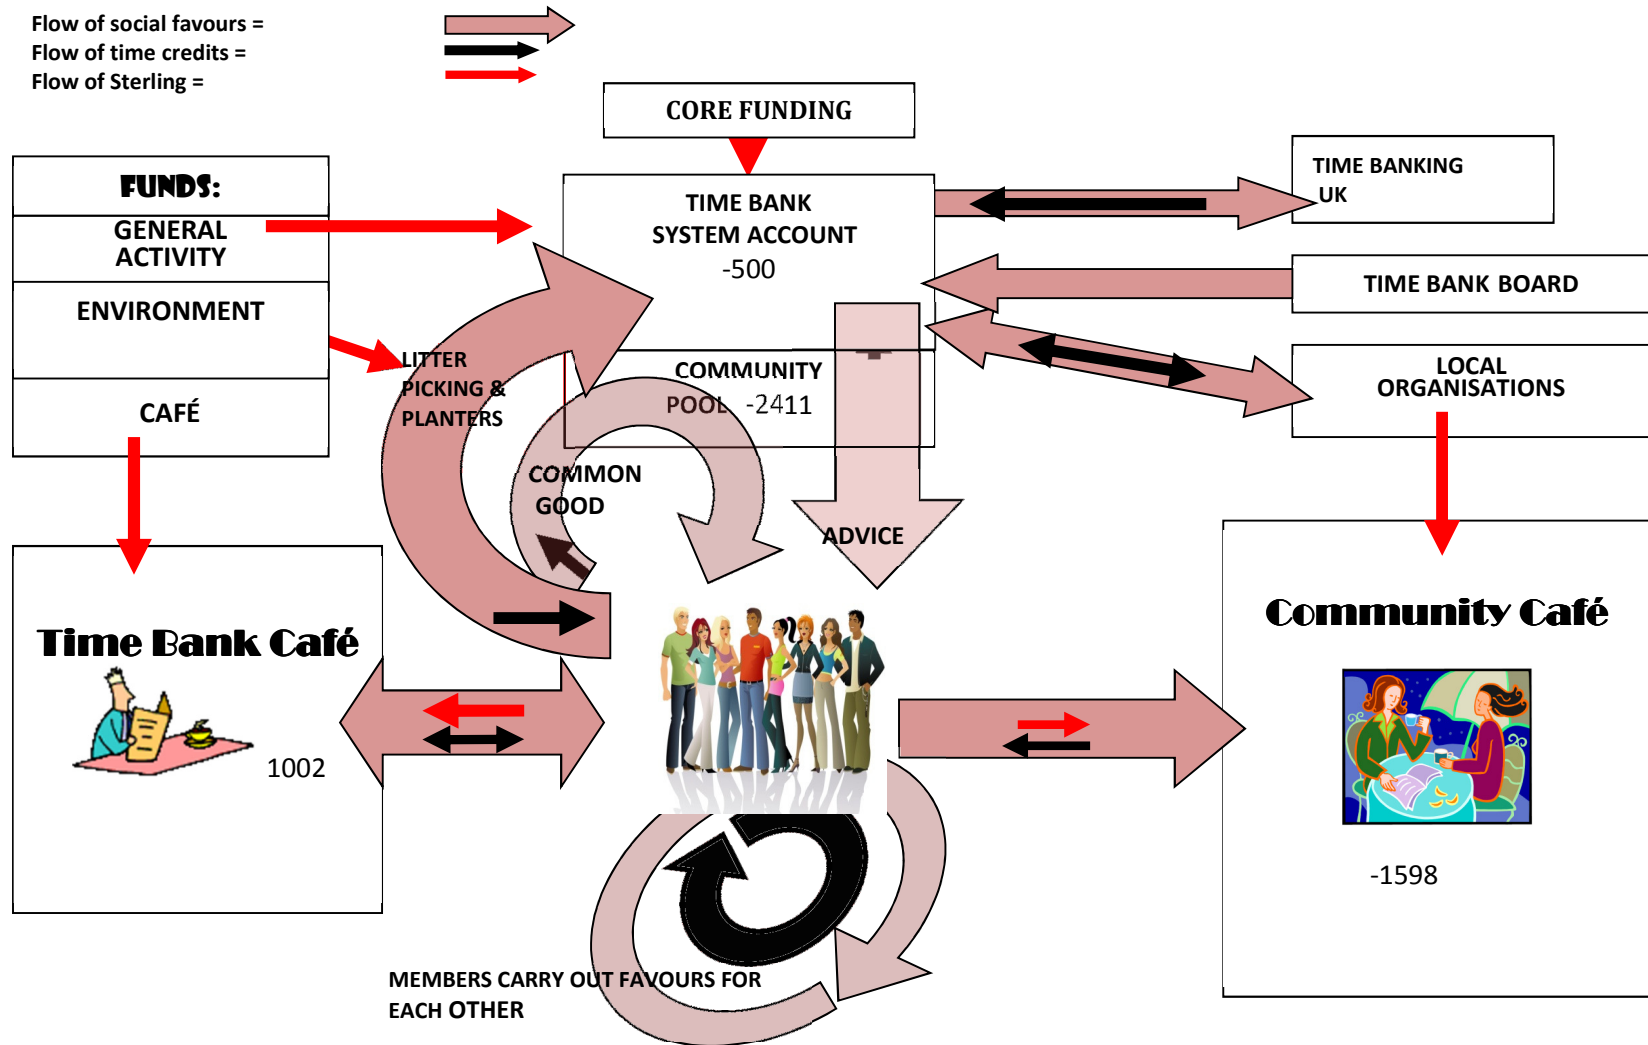 Flow of social favours =
Flow of time credits =
Flow of Sterling =
CORE FUNDING
FUNDS:
GENERAL
ACTIVITY
ENVIRONMENT
CAFÉ
TIME BANK
SYSTEM ACCOUNT
-500
COMMUNITY
POOL -2411
TIME BANKING
UK
TIME BANK BOARD
LOCAL
ORGANISATIONS
LITTER
PICKING &
PLANTERS
COMMON
GOOD
ADVICE
Time Bank Café
1002
Community Café
-1598
MEMBERS CARRY OUT FAVOURS FOR
EACH OTHER